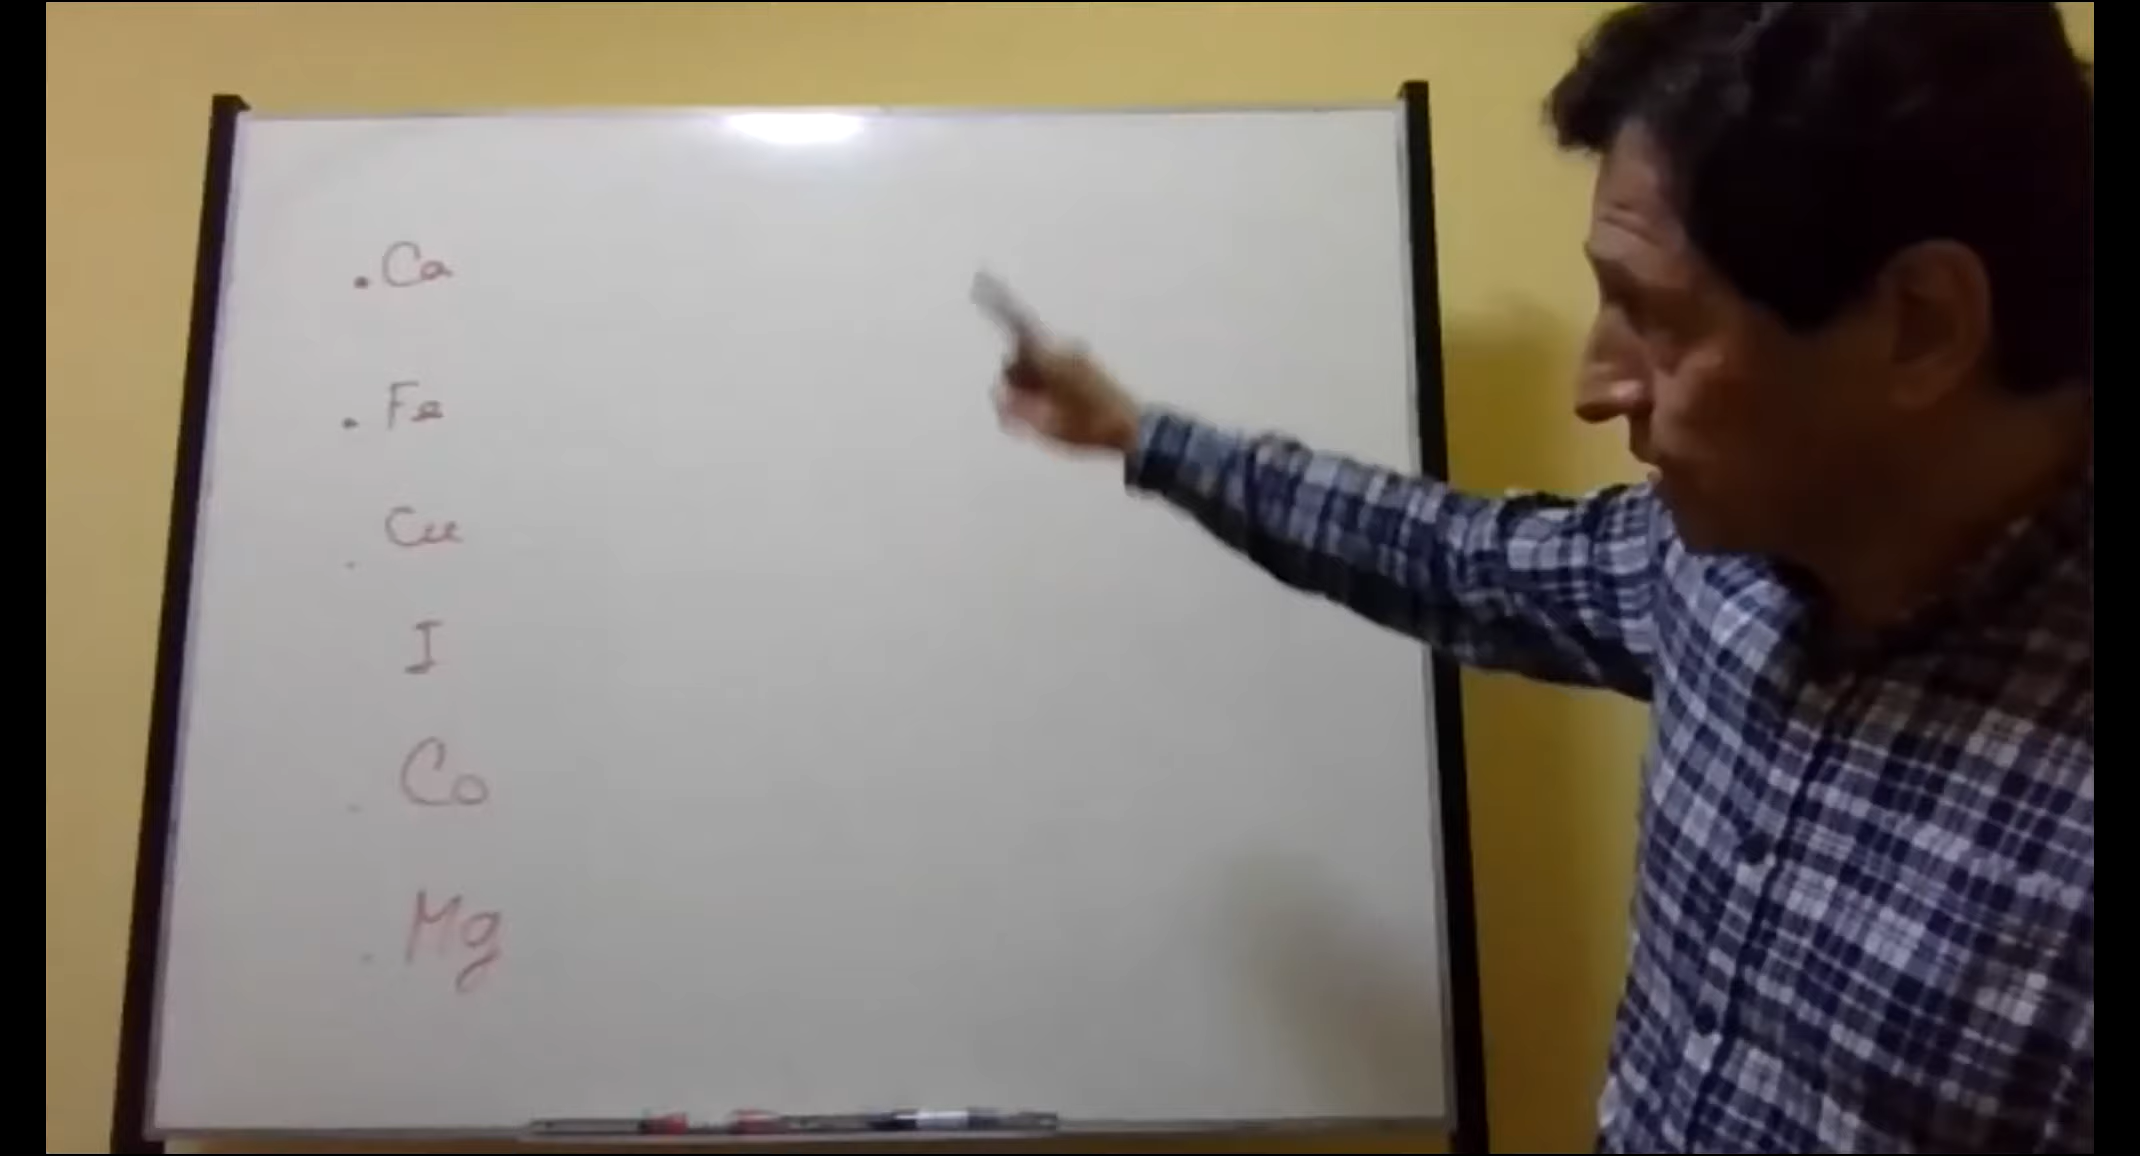 . Ca
. Fe
. Cu
I
. Co
. Mg